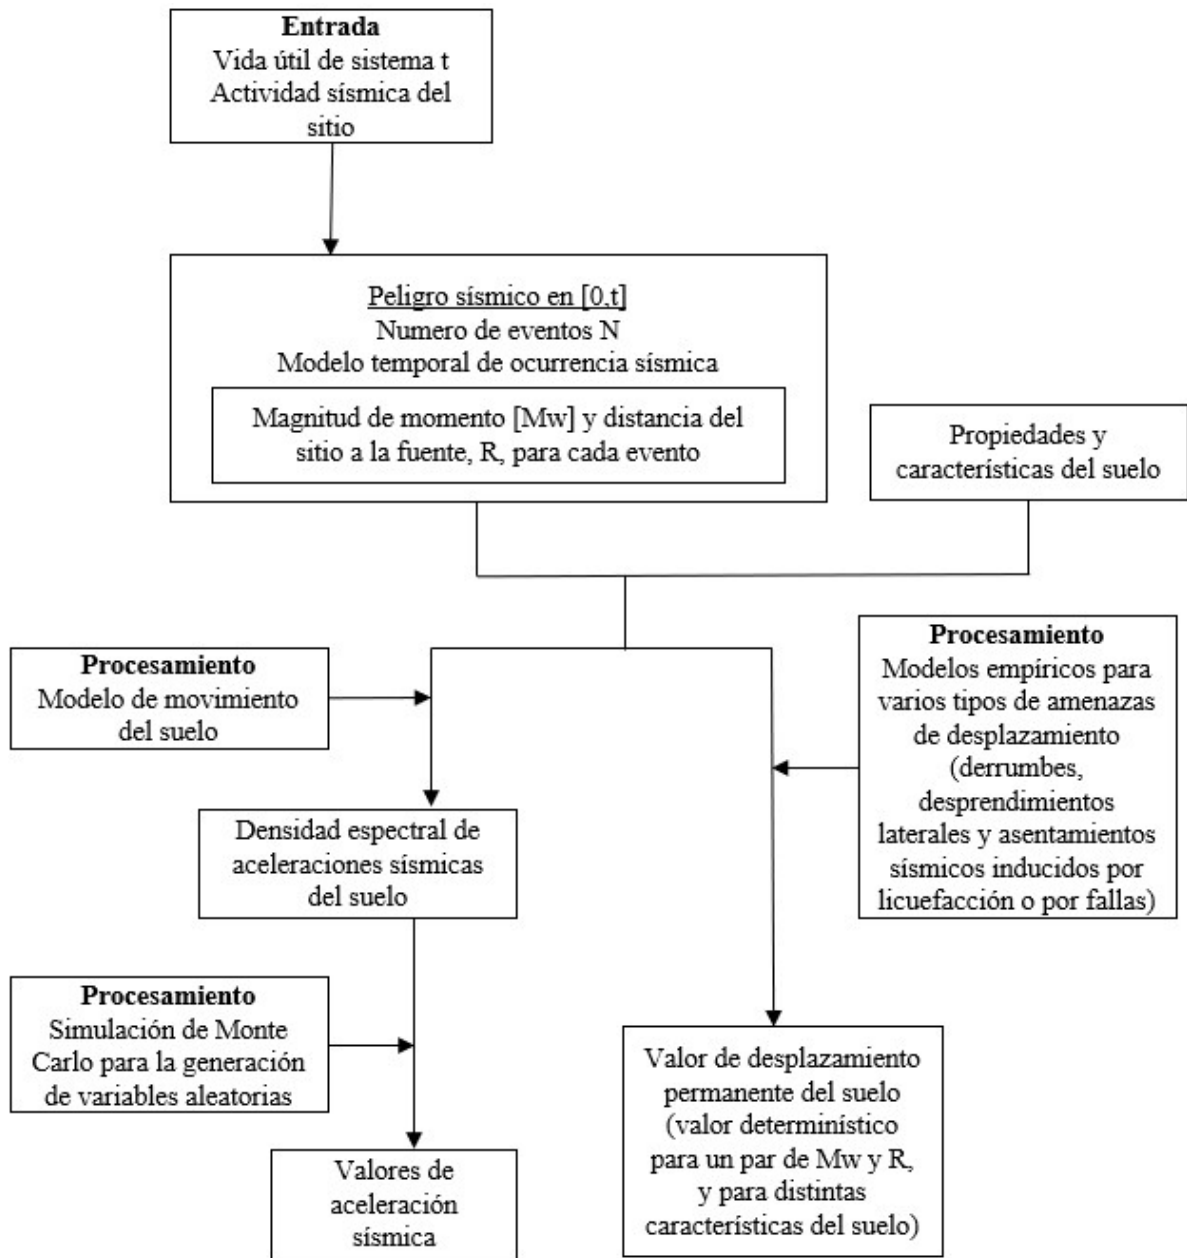 Entrada
Vida útil de sistema t
Actividad sísmica del
sitio
Peligro sísmico en [0,t]
Numero de eventos N
Modelo temporal de ocurrencia sísmica
Magnitud de momento [Mw] y distancia del
sitio a la fuente, R, para cada evento
Propiedades y
características del suelo
Procesamiento
Modelo de movimiento
del suelo
Procesamiento
Modelos empíricos para
varios tipos de amenazas
de desplazamiento
(derrumbes,
desprendimientos
laterales y asentamientos
sísmicos inducidos por
licuefacción o por fallas)
Densidad espectral de
aceleraciones sísmicas
del suelo
Procesamiento
Simulación de Monte
Carlo para la generación
de variables aleatorias
Valor de desplazamiento
permanente del suelo
(valor determinístico
para un par de Mw y R,
y para distintas
características del suelo)
Valores de
aceleración
sísmica